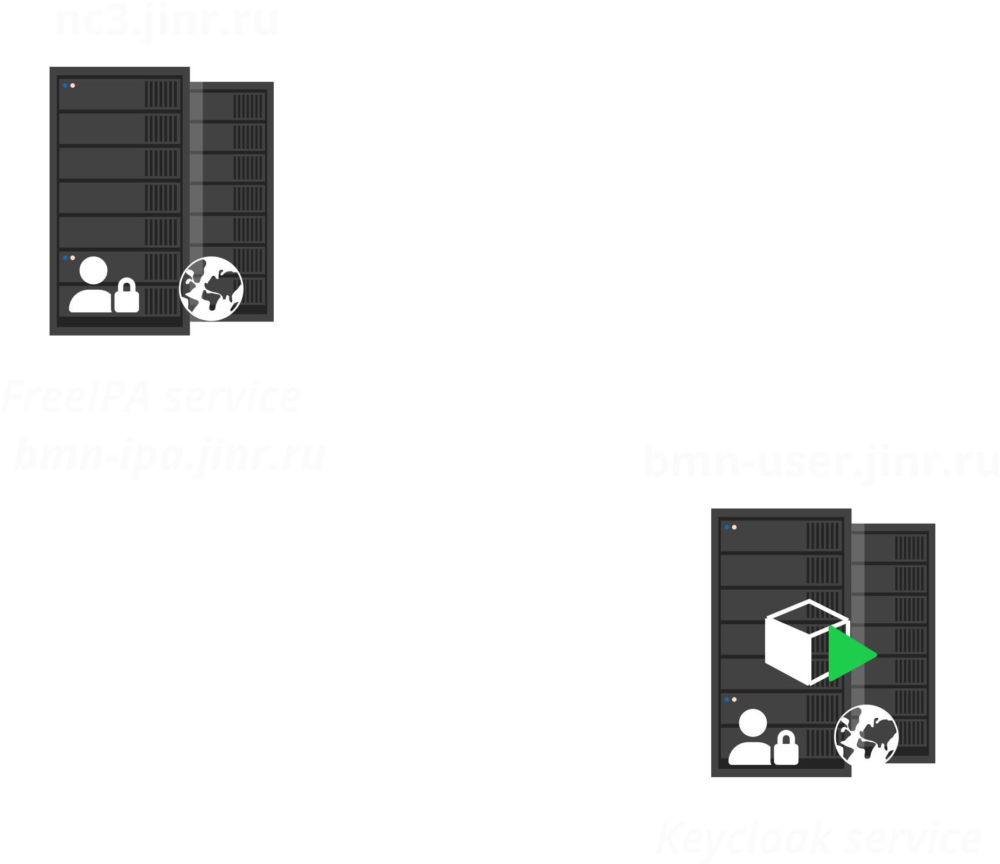 nc3.jinr.ru
FreeIPA service
bmn-ipa.jinr.ru
bmn-user.jinr.ru
Keycloak service